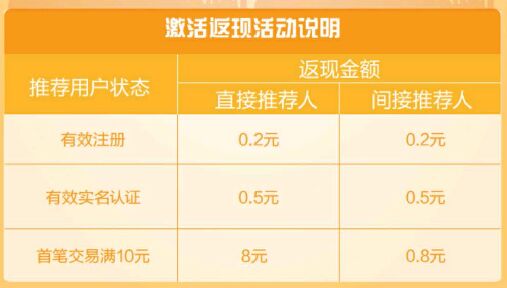 激活返现活动说明
推荐用户状态
返现金额
直接推荐人 间接推荐人
有效注册 0.2元 0.2元
有效实名认证 0.5元 0.5元
首笔交易满10元 8元 0.8元